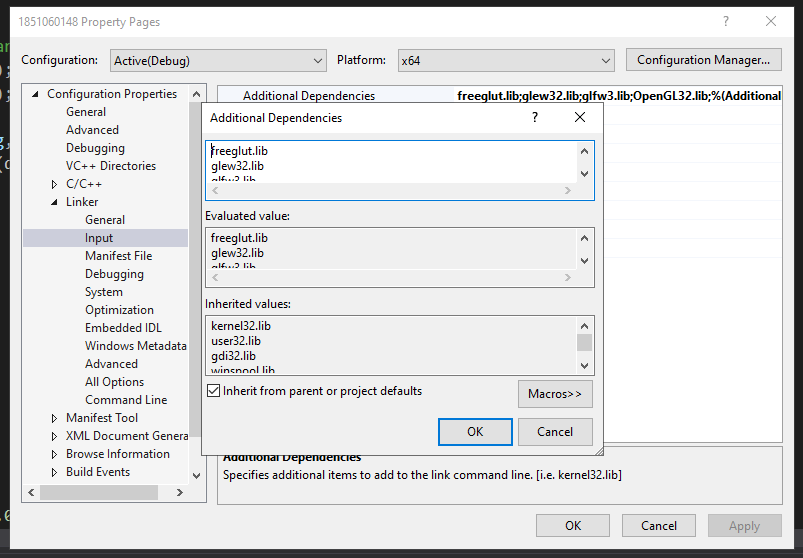 1851060148 Property Pages
Configuration: Active(Debug) Platform: x64 Configuration Manager...
Configuration Properties
General
Advanced
Debugging
VC++ Directories
C/C++
Linker
General
Input
Manifest File
Debugging
System
Optimization
Embedded IDL
Windows Metadata
Advanced
All Options
Command Line
Manifest Tool
XML Document Genera
Browse Information
Build Events
Additional Dependencies freeglut.lib;glew32.lib;glfw3.lib;OpenGL32.lib;%(Additional
Additional Dependencies
freeglut.lib
glew32.lib
glfw3.lib
Evaluated value:
freeglut.lib
glew32.lib
glfw3.lib
Inherited values:
kernel32.lib
user32.lib
gdi32.lib
winspool.lib
Inherit from parent or project defaults
Macros>>
OK Cancel
Additional Dependencies
Specifies additional items to add to the link command line. [i.e. kernel32.lib]
OK Cancel Apply